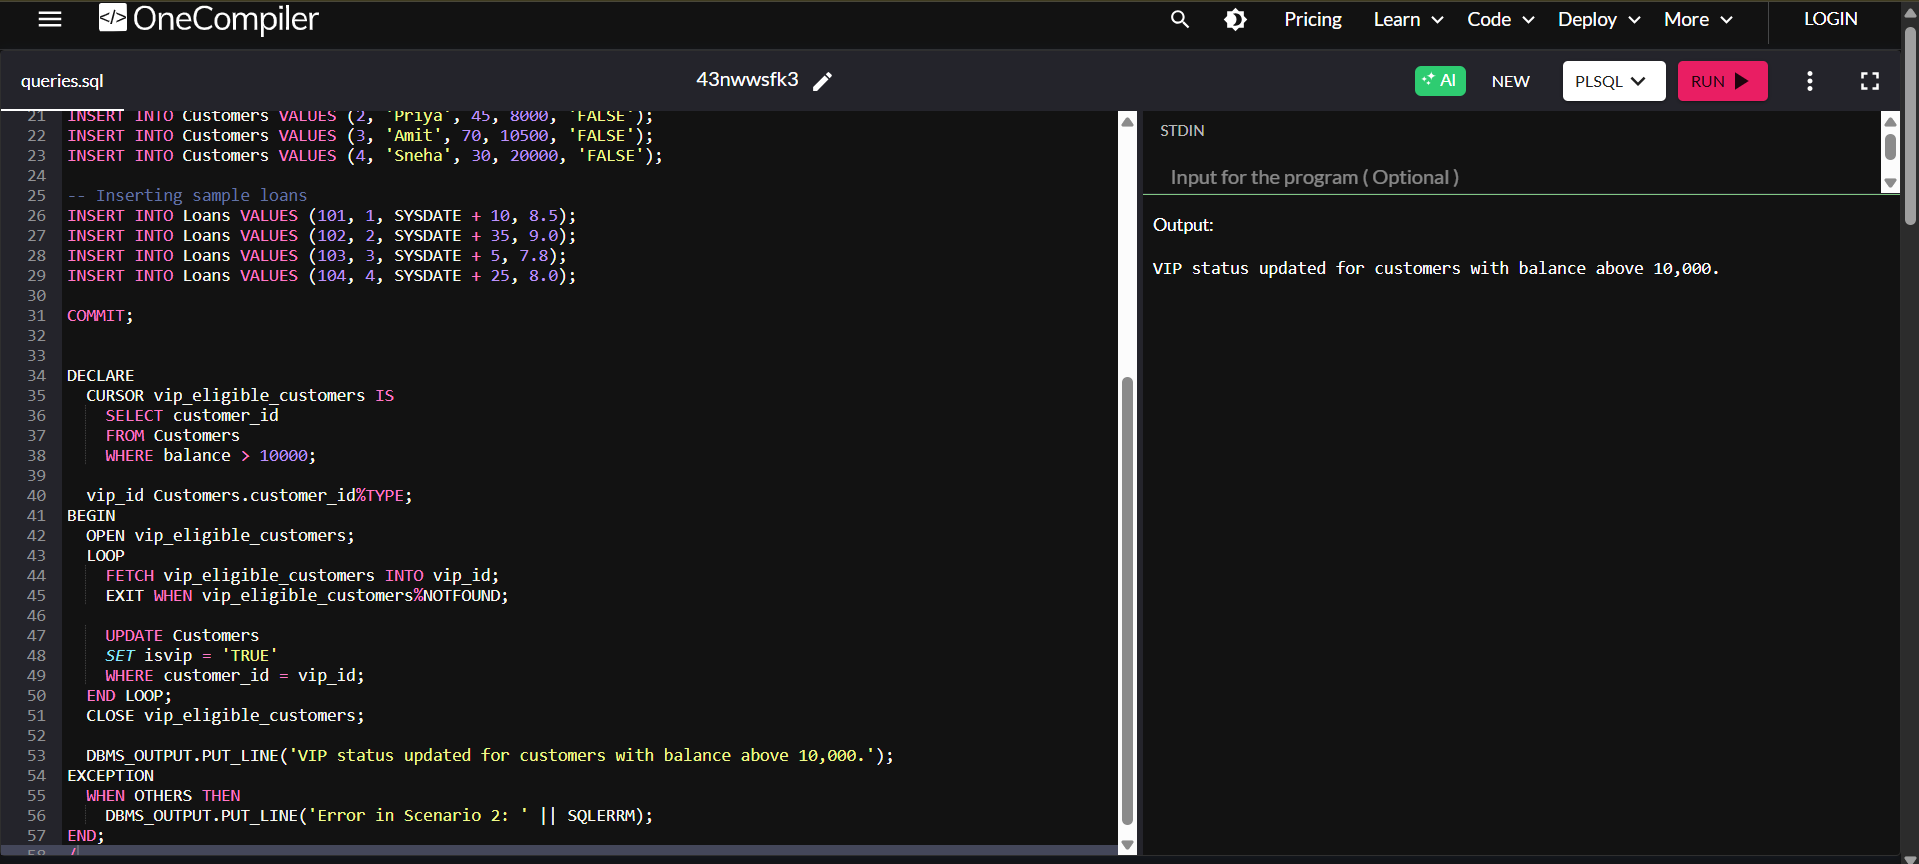 </> OneCompiler
Pricing Learn Code Deploy More LOGIN
queries.sql
43nwwsfk3
AI NEW PLSQL RUN
21 INSERT INTO Customers VALUES (2, 'Priya', 45, 8000, 'FALSE');
22 INSERT INTO Customers VALUES (3, 'Amit', 70, 10500, 'FALSE');
23 INSERT INTO Customers VALUES (4, 'Sneha', 30, 20000, 'FALSE');
24
25 -- Inserting sample loans
26 INSERT INTO Loans VALUES (101, 1, SYSDATE + 10, 8.5);
27 INSERT INTO Loans VALUES (102, 2, SYSDATE + 35, 9.0);
28 INSERT INTO Loans VALUES (103, 3, SYSDATE + 5, 7.8);
29 INSERT INTO Loans VALUES (104, 4, SYSDATE + 25, 8.0);
30
31 COMMIT;
32
33
34 DECLARE
35 CURSOR vip_eligible_customers IS
36 SELECT customer_id
37 FROM Customers
38 WHERE balance > 10000;
39
40 vip_id Customers.customer_id%TYPE;
41 BEGIN
42 OPEN vip_eligible_customers;
43 LOOP
44 FETCH vip_eligible_customers INTO vip_id;
45 EXIT WHEN vip_eligible_customers%NOTFOUND;
46
47 UPDATE Customers
48 SET isvip = 'TRUE'
49 WHERE customer_id = vip_id;
50 END LOOP;
51 CLOSE vip_eligible_customers;
52
53 DBMS_OUTPUT.PUT_LINE('VIP status updated for customers with balance above 10,000.');
54 EXCEPTION
55 WHEN OTHERS THEN
56 DBMS_OUTPUT.PUT_LINE('Error in Scenario 2: ' || SQLERRM);
57 END;
58 /
STDIN
Input for the program ( Optional )
Output:
VIP status updated for customers with balance above 10,000.